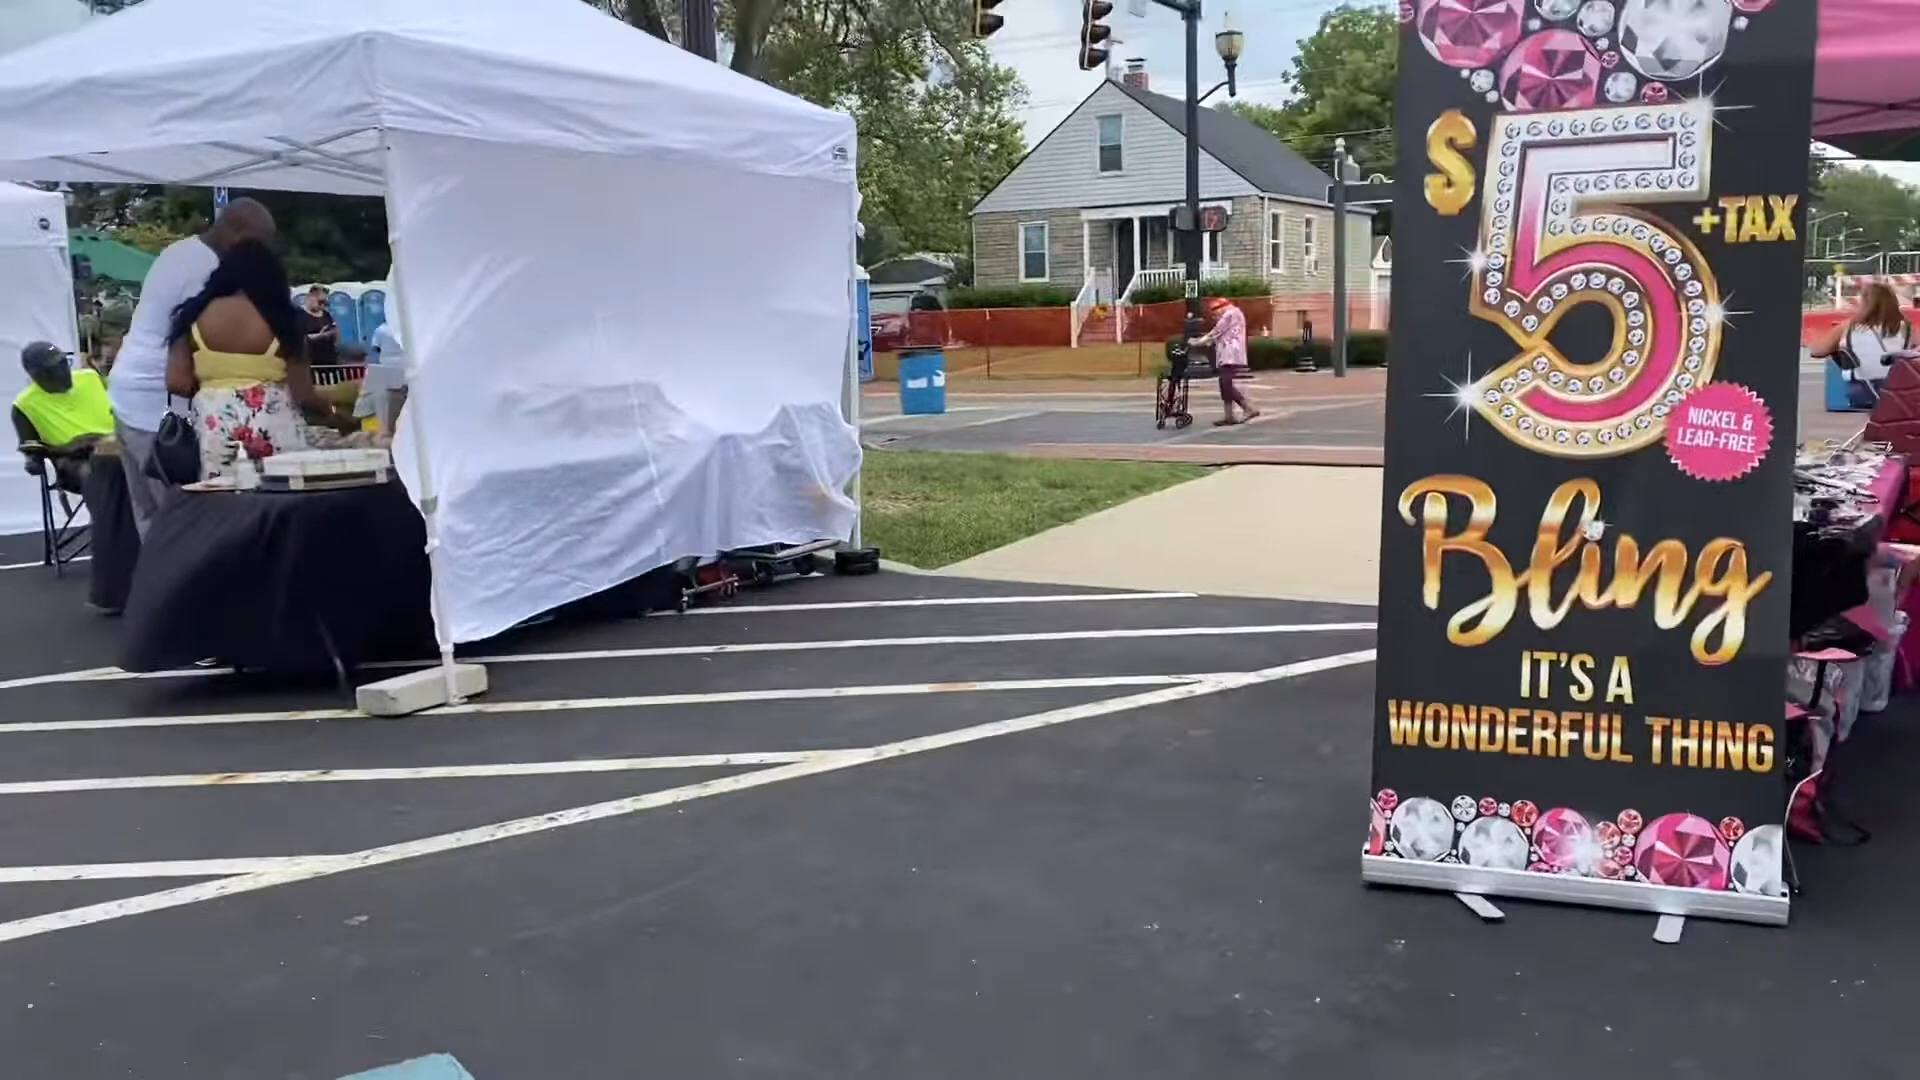 $5
+TAX
NICKEL &
LEAD-FREE
Bling
IT'S A
WONDERFUL THING